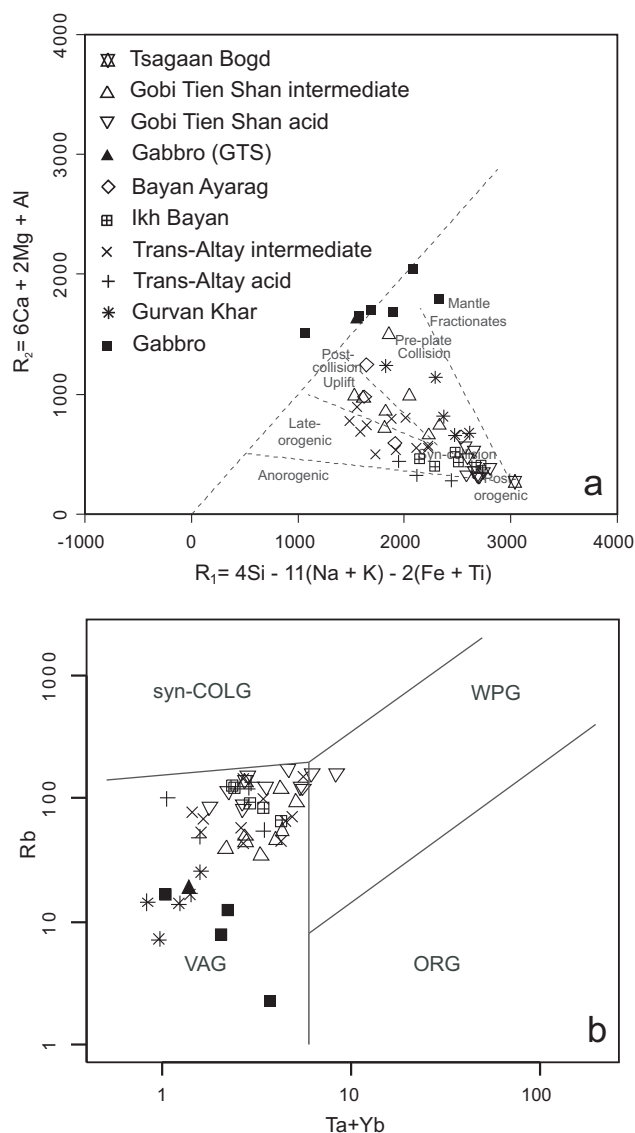 4000
3000
2000
1000
0
R₂= 6Ca + 2Mg + Al
Tsagaan Bogd
Gobi Tien Shan intermediate
Gobi Tien Shan acid
Gabbro (GTS)
Bayan Ayarag
Ikh Bayan
Trans-Altay intermediate
Trans-Altay acid
Gurvan Khar
Gabbro
Mantle
Fractionates
Pre-plate
Collision
Post-
collision
Uplift
Late-
orogenic
Syn-collision
Anorogenic
Post-
orogenic
a
-1000 0 1000 2000 3000 4000
R₁= 4Si - 11(Na + K) - 2(Fe + Ti)
1000
100
10
1
Rb
syn-COLG
WPG
VAG
ORG
b
1 10 100
Ta+Yb